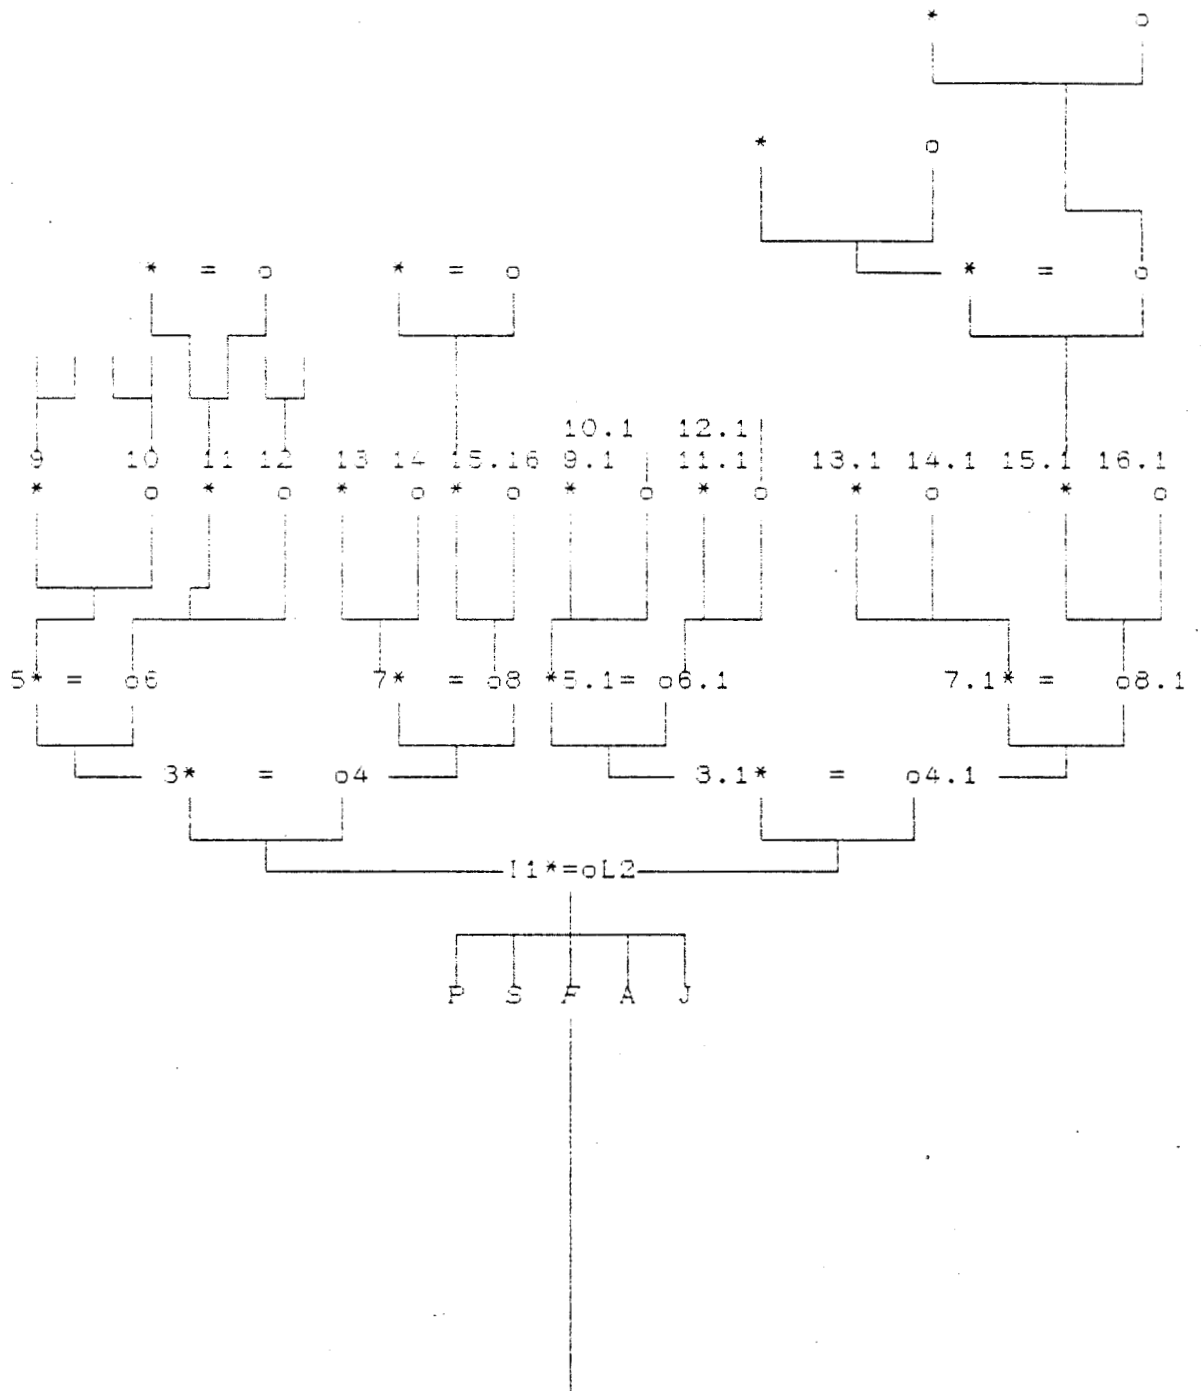 * o
* o
* = o * = o * = o
10.1 12.1
9 10 11 12 13 14 15.16 9.1 11.1 13.1 14.1 15.1 16.1
* o * o * o * o * o * o * o * o
5* = o6 7* = o8 *5.1= o6.1 7.1* = o8.1
3* = o4 3.1* = o4.1
I1*=oL2
P S F A J